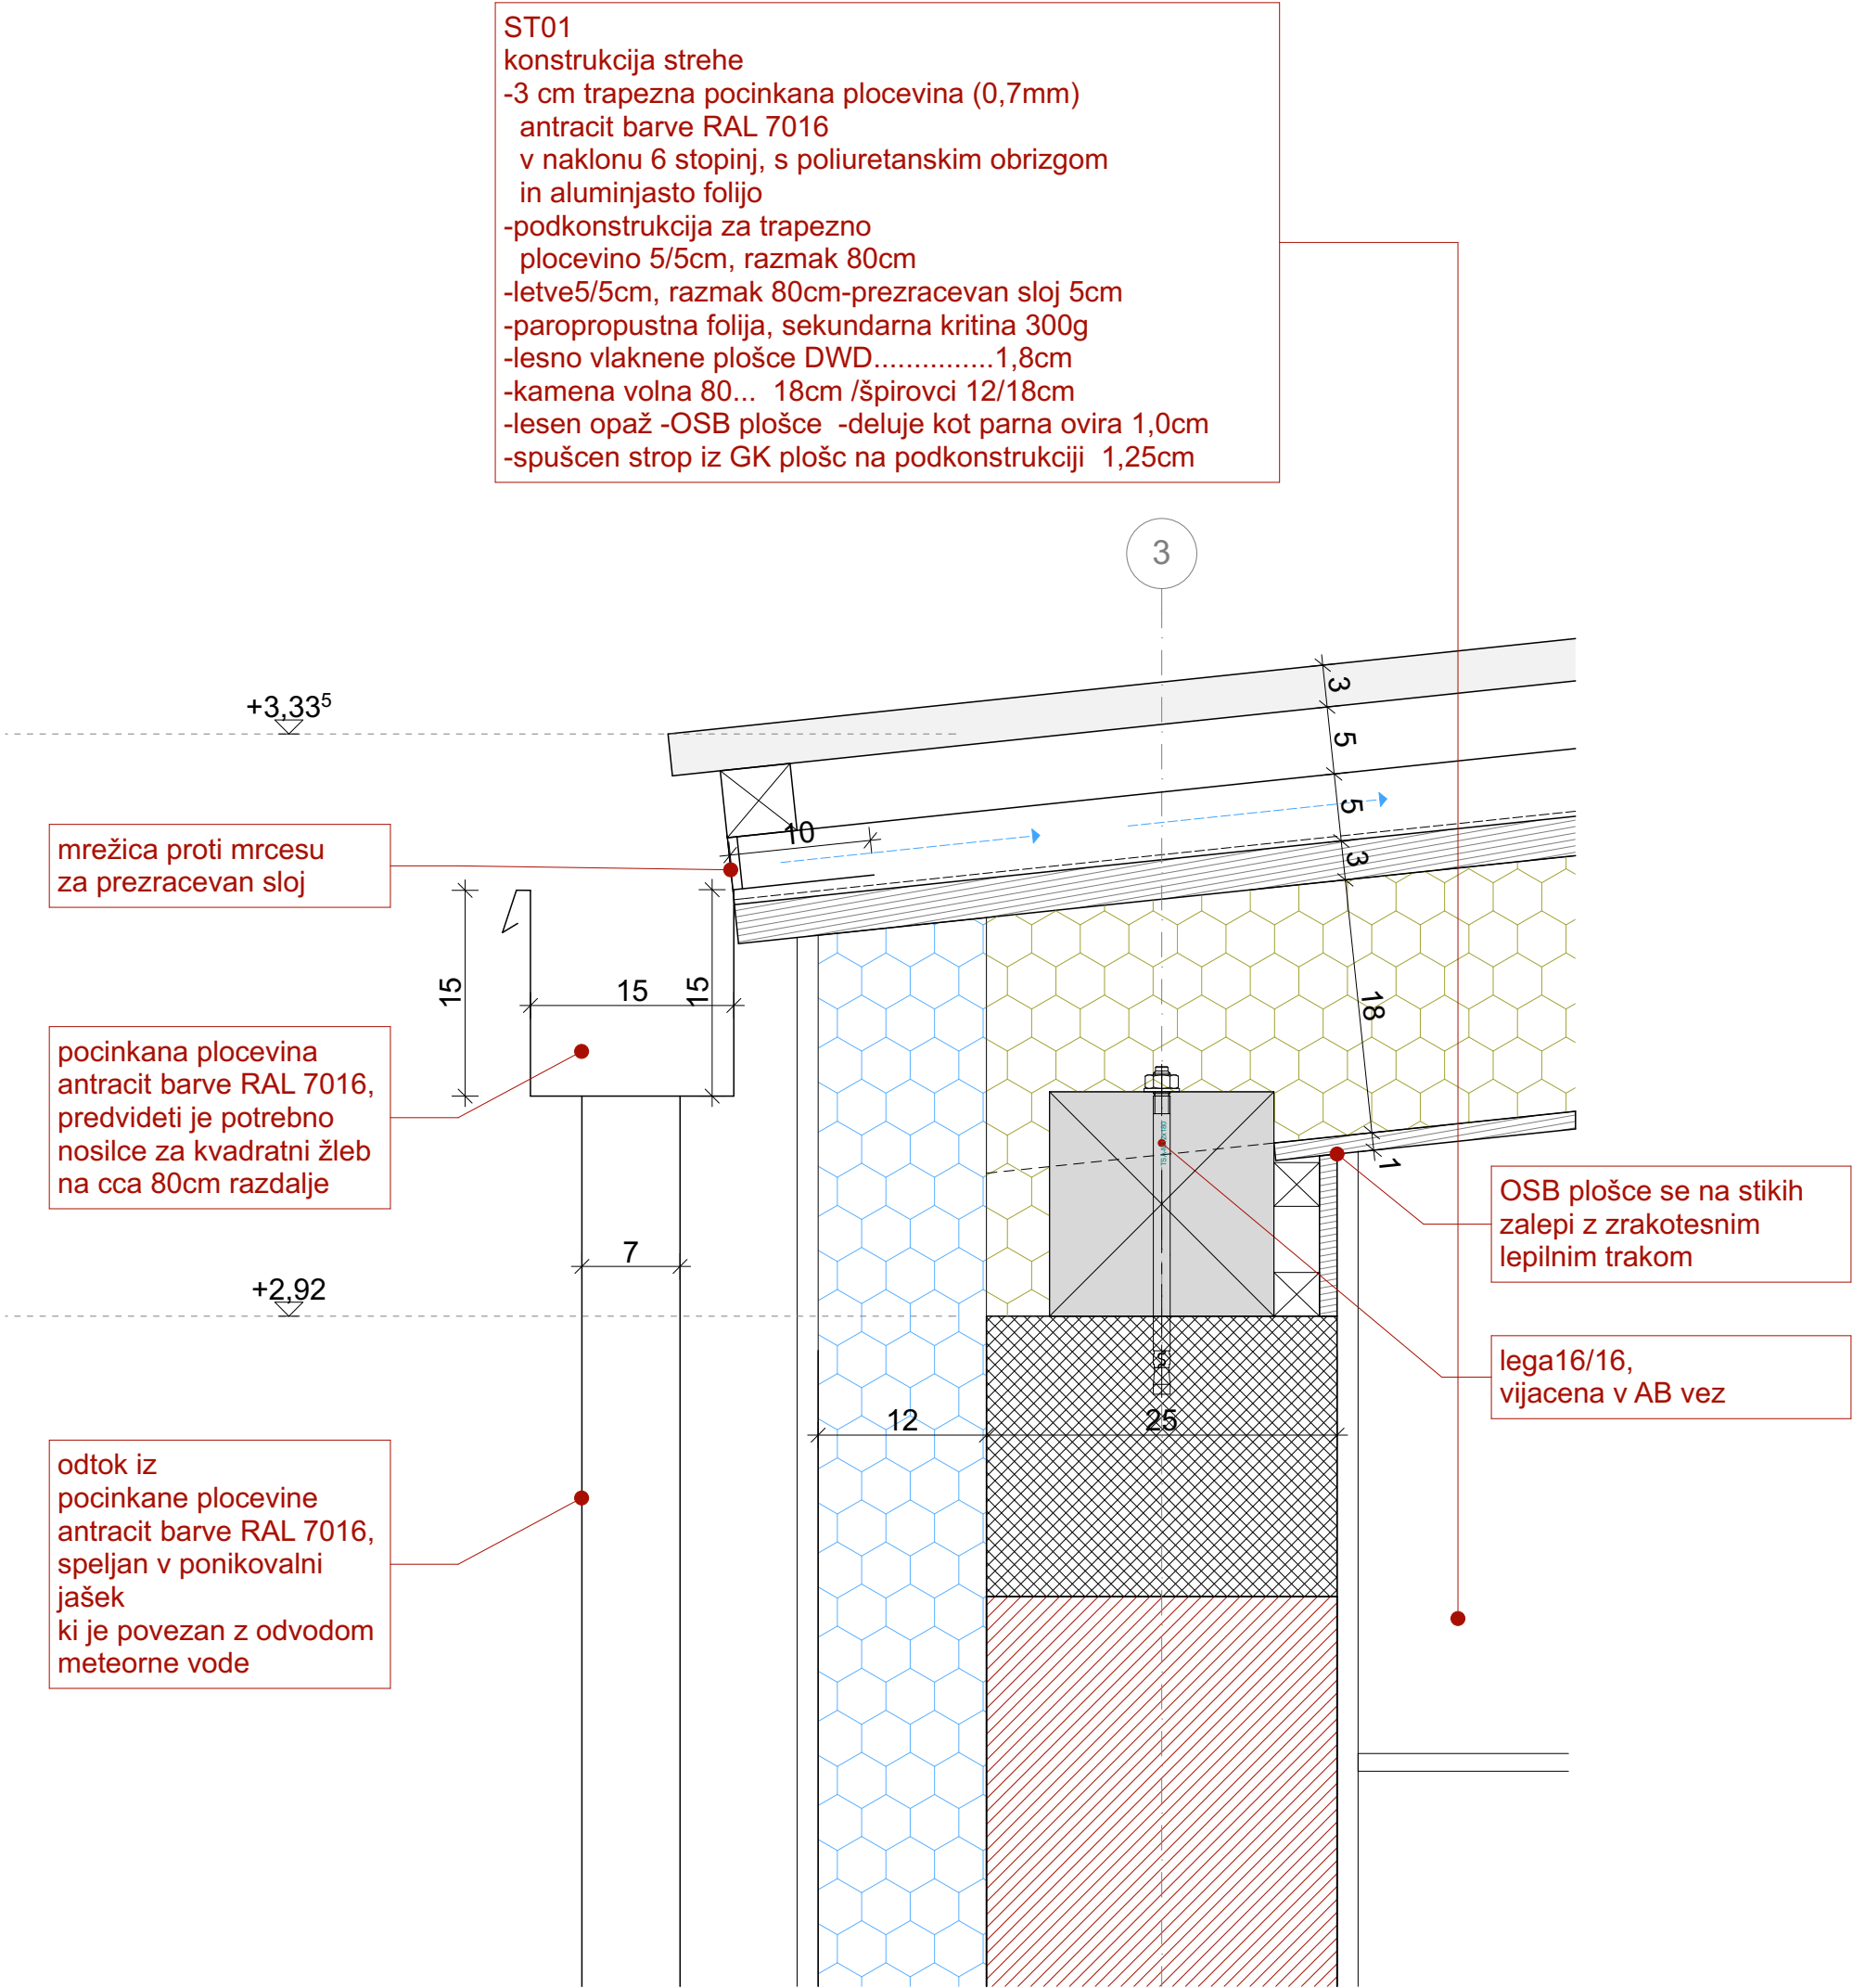 ST01
konstrukcija strehe
-3 cm trapezna pocinkana plocevina (0,7mm)
antracit barve RAL 7016
v naklonu 6 stopinj, s poliuretanskim obrizgom
in aluminjasto folijo
-podkonstrukcija za trapezno
plocevino 5/5cm, razmak 80cm
-letve5/5cm, razmak 80cm-prezracevan sloj 5cm
-paropropustna folija, sekundarna kritina 300g
-lesno vlaknene plošce DWD...............1,8cm
-kamena volna 80... 18cm /špirovci 12/18cm
-lesen opaž -OSB plošce -deluje kot parna ovira 1,0cm
-spušcen strop iz GK plošc na podkonstrukciji 1,25cm
3
+3,33⁵
3
5
5
3
18
1
10
mrežica proti mrcesu
za prezracevan sloj
15
15
15
pocinkana plocevina
antracit barve RAL 7016,
predvideti je potrebno
nosilce za kvadratni žleb
na cca 80cm razdalje
7
+2,92
OSB plošce se na stikih
zalepi z zrakotesnim
lepilnim trakom
lega16/16,
vijacena v AB vez
12
25
odtok iz
pocinkane plocevine
antracit barve RAL 7016,
speljan v ponikovalni
jašek
ki je povezan z odvodom
meteorne vode